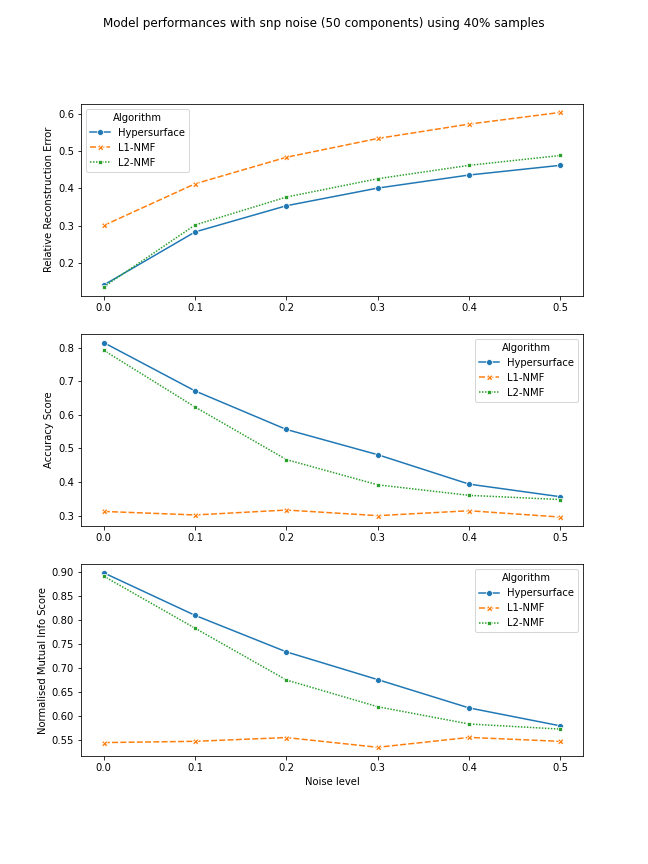 Model performances with snp noise (50 components) using 40% samples
Relative Reconstruction Error
0.6
0.5
0.4
0.3
0.2
Algorithm
Hypersurface
L1-NMF
L2-NMF
0.0 0.1 0.2 0.3 0.4 0.5
Accuracy Score
0.8
0.7
0.6
0.5
0.4
0.3
Algorithm
Hypersurface
L1-NMF
L2-NMF
0.0 0.1 0.2 0.3 0.4 0.5
Normalised Mutual Info Score
0.90
0.85
0.80
0.75
0.70
0.65
0.60
0.55
Algorithm
Hypersurface
L1-NMF
L2-NMF
0.0 0.1 0.2 0.3 0.4 0.5
Noise level